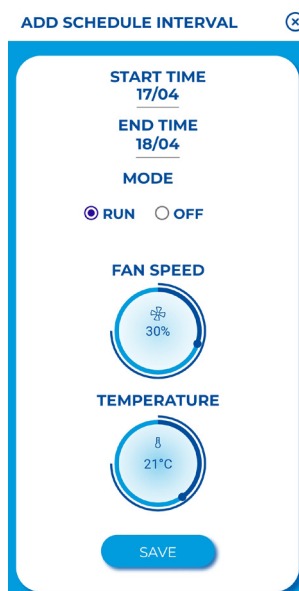 ADD SCHEDULE INTERVAL
START TIME
17/04
END TIME
18/04
MODE
RUN OFF
FAN SPEED
30%
TEMPERATURE
21°C
SAVE